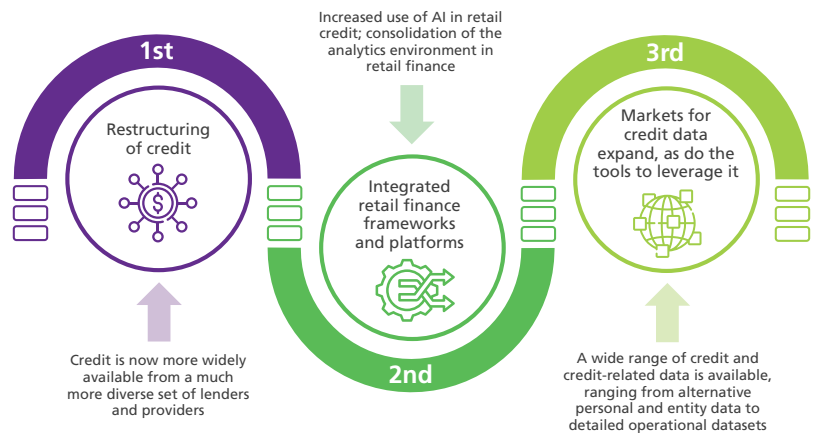 1st
Restructuring
of credit
$
Credit is now more widely
available from a much
more diverse set of lenders
and providers
Increased use of AI in retail
credit; consolidation of the
analytics environment in
retail finance
Integrated
retail finance
frameworks
and platforms
2nd
3rd
Markets for
credit data
expand, as do the
tools to leverage it
A wide range of credit and
credit-related data is available,
ranging from alternative
personal and entity data to
detailed operational datasets